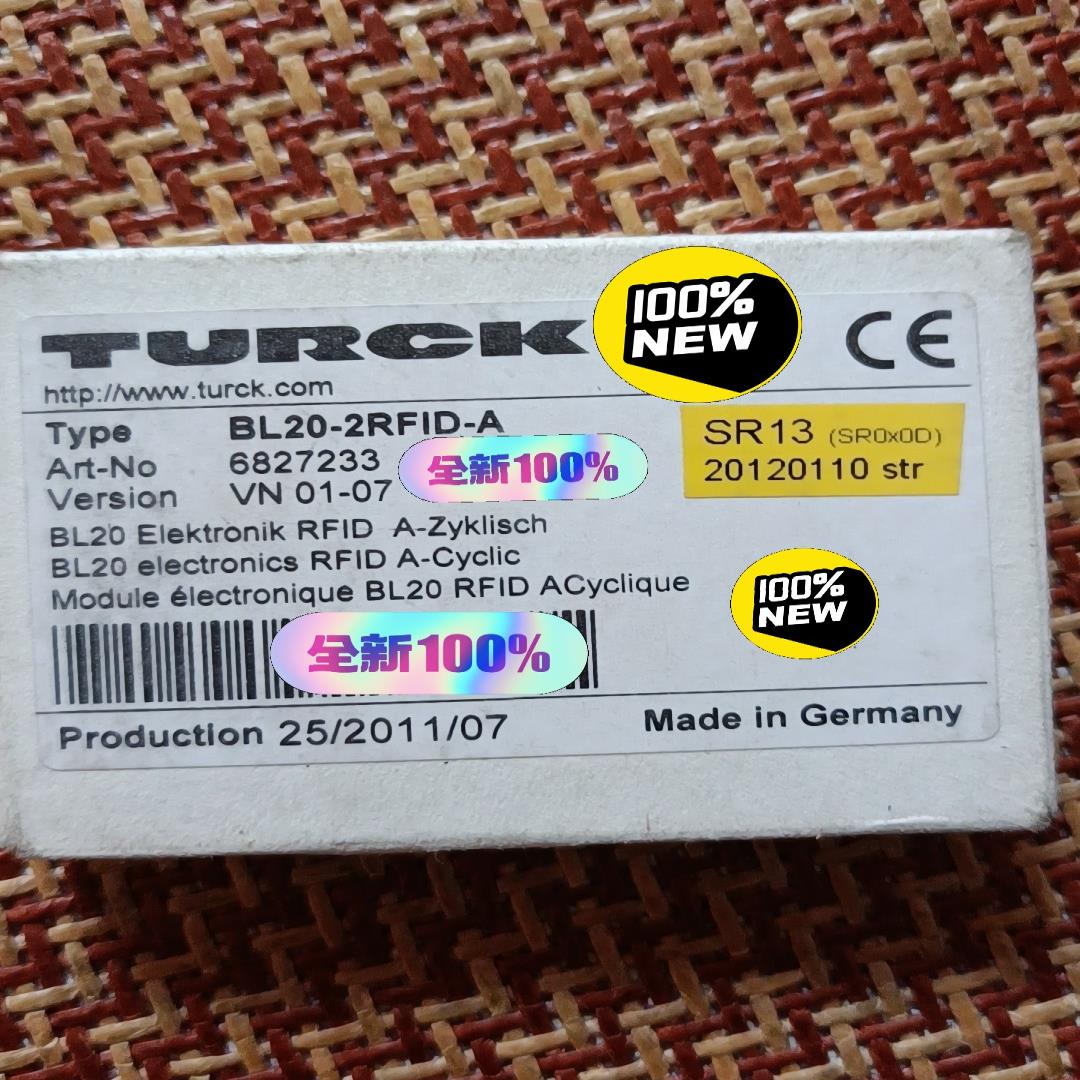 TURCK
100%
NEW
CE
http://www.turck.com
Type BL20-2RFID-A
Art-No 6827233
Version VN 01-07
全新100%
SR13 (SR0x0D)
20120110 str
BL20 Elektronik RFID A-Zyklisch
BL20 electronics RFID A-Cyclic
Module électronique BL20 RFID ACyclique
100%
NEW
全新100%
Production 25/2011/07
Made in Germany